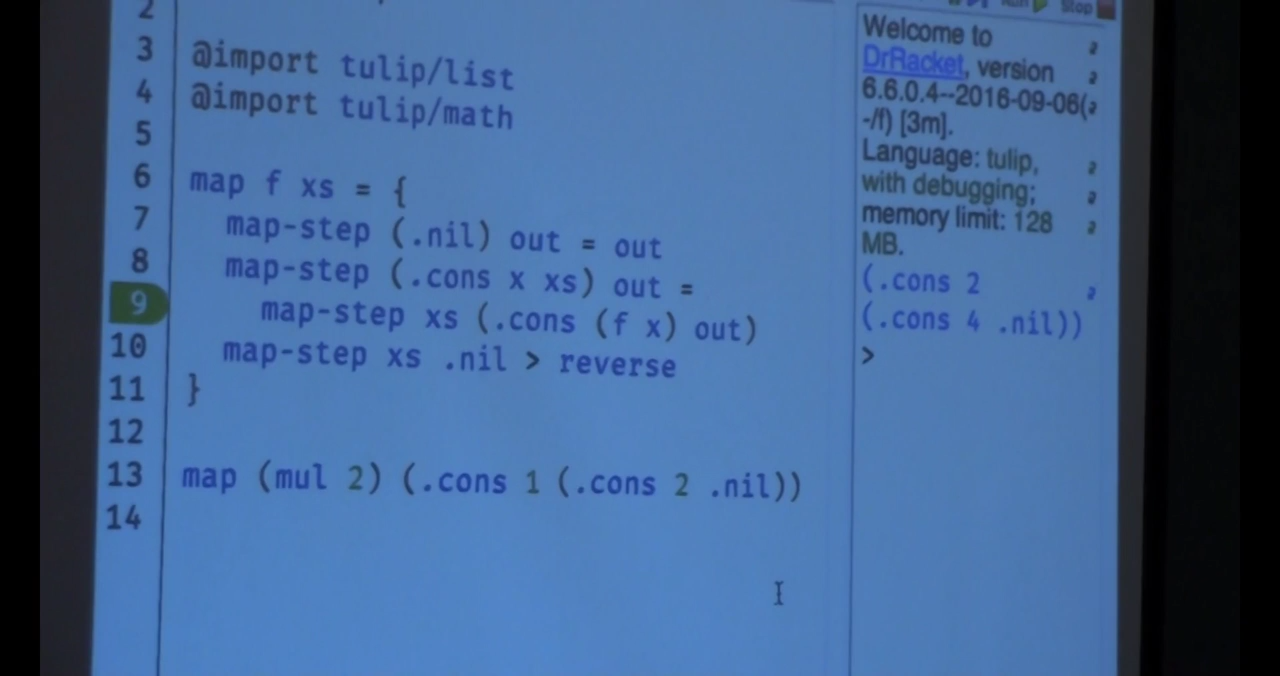 2
3 @import tulip/list
4 @import tulip/math
5
6 map f xs = {
7 map-step (.nil) out = out
8 map-step (.cons x xs) out =
9 map-step xs (.cons (f x) out)
10 map-step xs .nil > reverse
11 }
12
13 map (mul 2) (.cons 1 (.cons 2 .nil))
14
Run Stop
Welcome to
DrRacket, version
6.6.0.4--2016-09-06(
-/f) [3m].
Language: tulip,
with debugging;
memory limit: 128
MB.
(.cons 2
(.cons 4 .nil))
>